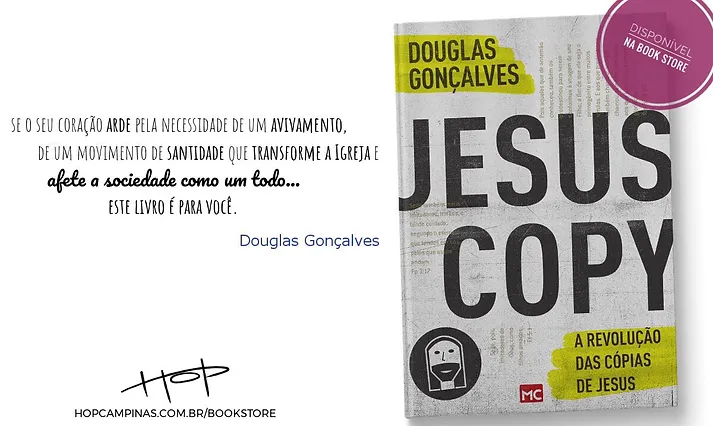 SE O SEU CORAÇÃO ARDE PELA NECESSIDADE DE UM AVIVAMENTO,
DE UM MOVIMENTO DE SANTIDADE QUE TRANSFORME A IGREJA E
afete a sociedade como um todo...
ESTE LIVRO É PARA VOCÊ.
Douglas Gonçalves
HOP
HOPCAMPINAS.COM.BR/BOOKSTORE
DISPONÍVEL
NA BOOK STORE
DOUGLAS
GONÇALVES
JESUS
COPY
A REVOLUÇÃO
DAS CÓPIAS
DE JESUS
MC